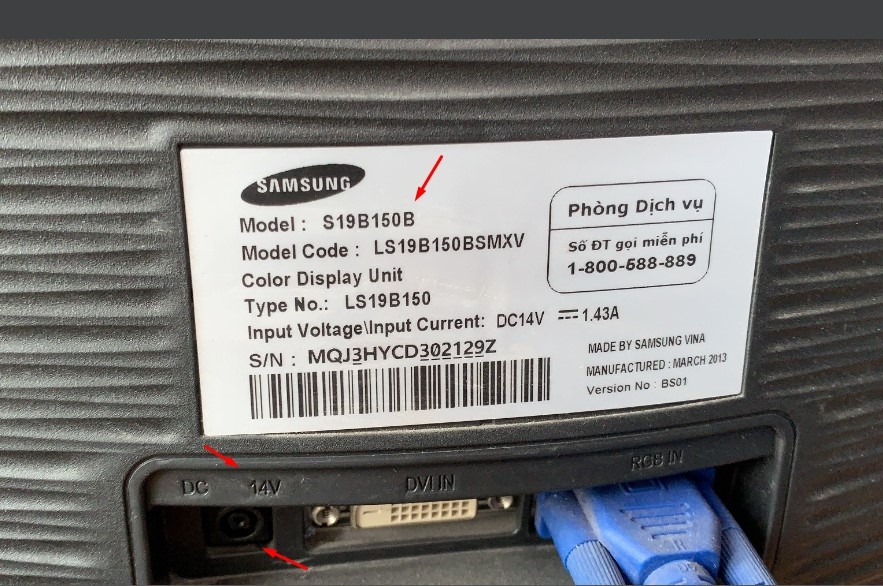 SAMSUNG
Model : S19B150B
Model Code : LS19B150BSMXV
Color Display Unit
Type No.: LS19B150
Input Voltage\Input Current: DC14V ⎓ 1.43A
S/N : MQJ3HYCD302129Z
Phòng Dịch vụ
Số ĐT gọi miễn phí
1-800-588-889
MADE BY SAMSUNG VINA
MANUFACTURED : MARCH 2013
Version No : BS01
DC 14V
DVI IN
RGB IN